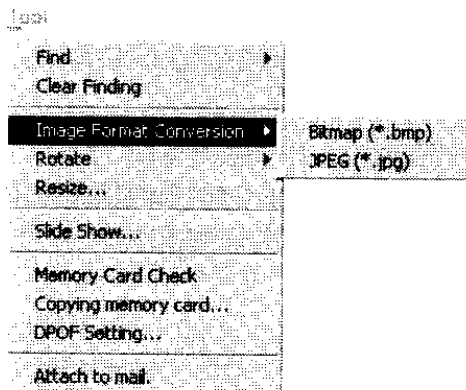 Tool
Find
Clear Finding
Image Format Conversion
Bitmap (*.bmp)
Rotate
JPEG (*.jpg)
Resize...
Slide Show...
Memory Card Check
Copying memory card...
DPOF Setting...
Attach to mail.